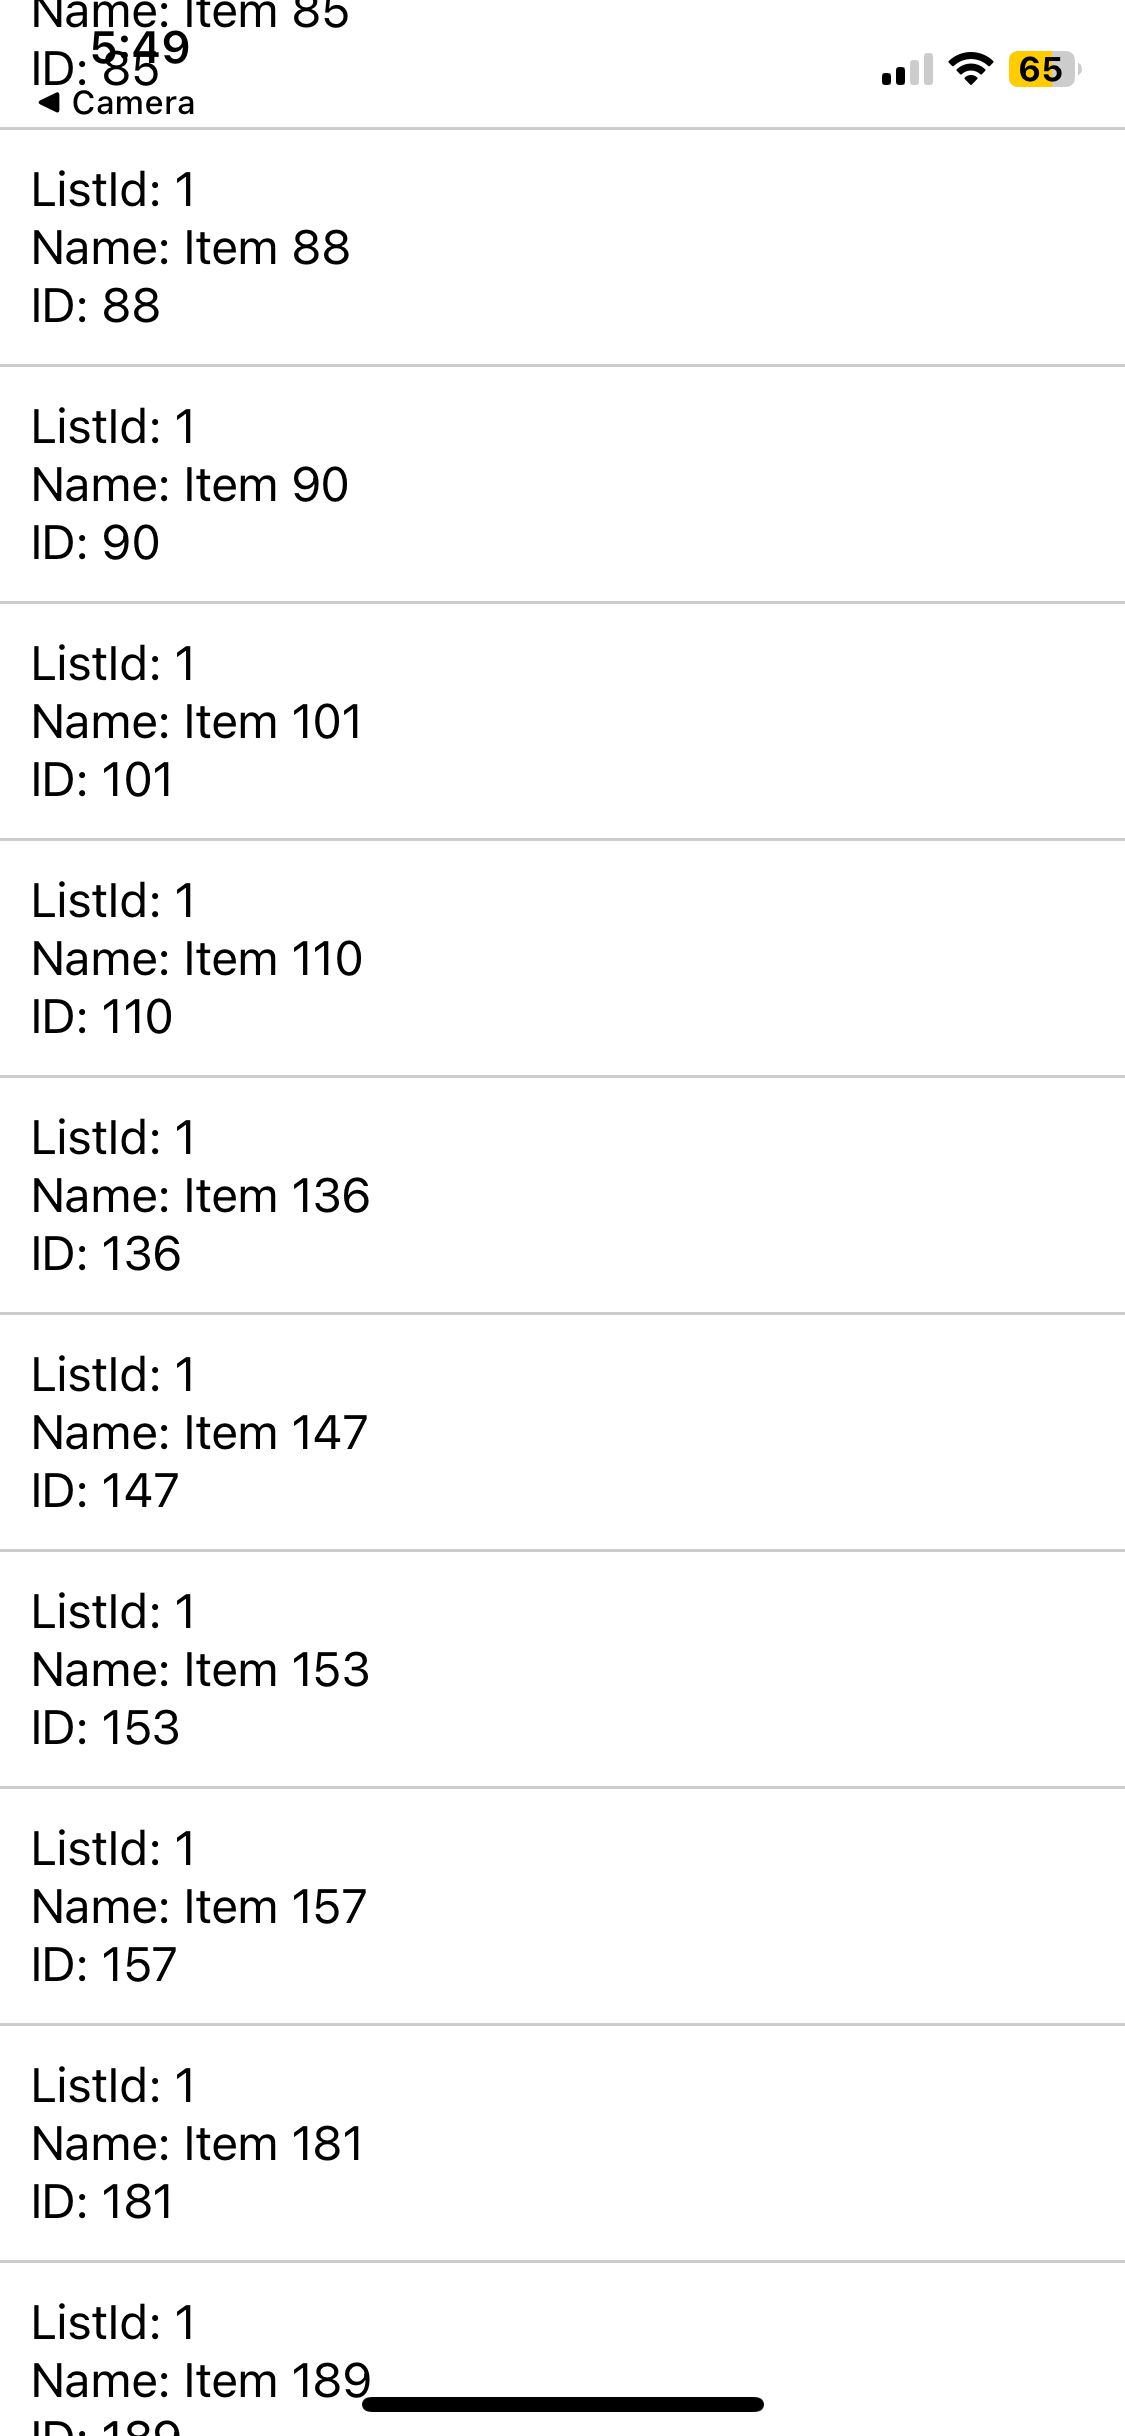 Name: Item 85
5:49
ID: 85
65
◀ Camera
ListId: 1
Name: Item 88
ID: 88
ListId: 1
Name: Item 90
ID: 90
ListId: 1
Name: Item 101
ID: 101
ListId: 1
Name: Item 110
ID: 110
ListId: 1
Name: Item 136
ID: 136
ListId: 1
Name: Item 147
ID: 147
ListId: 1
Name: Item 153
ID: 153
ListId: 1
Name: Item 157
ID: 157
ListId: 1
Name: Item 181
ID: 181
ListId: 1
Name: Item 189
ID: 189